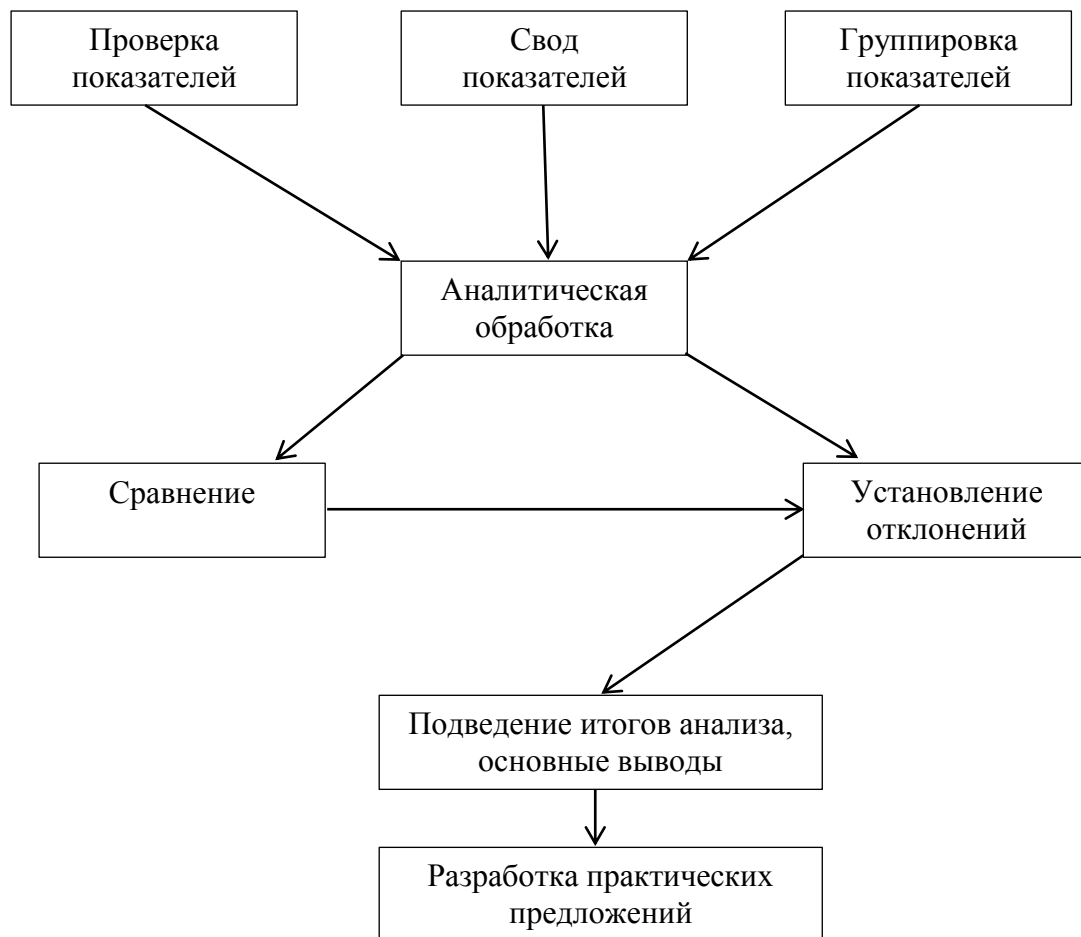 Проверка
показателей
Свод
показателей
Группировка
показателей
Аналитическая
обработка
Сравнение
Установление
отклонений
Подведение итогов анализа,
основные выводы
Разработка практических
предложений